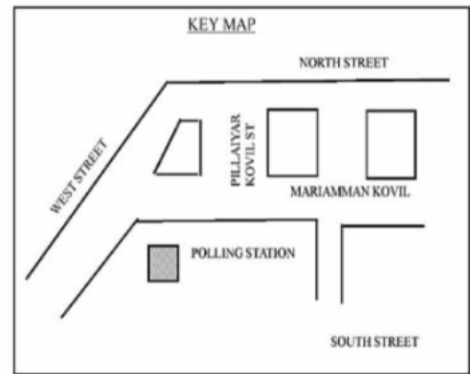 KEY MAP
NORTH STREET
WEST STREET
PILLAIYAR
KOVIL ST
MARIAMMAN KOVIL
POLLING STATION
SOUTH STREET